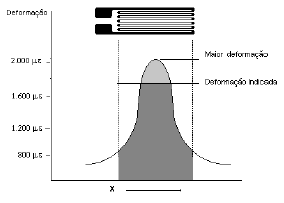 Deformação
Maior deformação
2.000 µε
Deformação indicada
1.600 µε
1.200 µε
800 µε
X